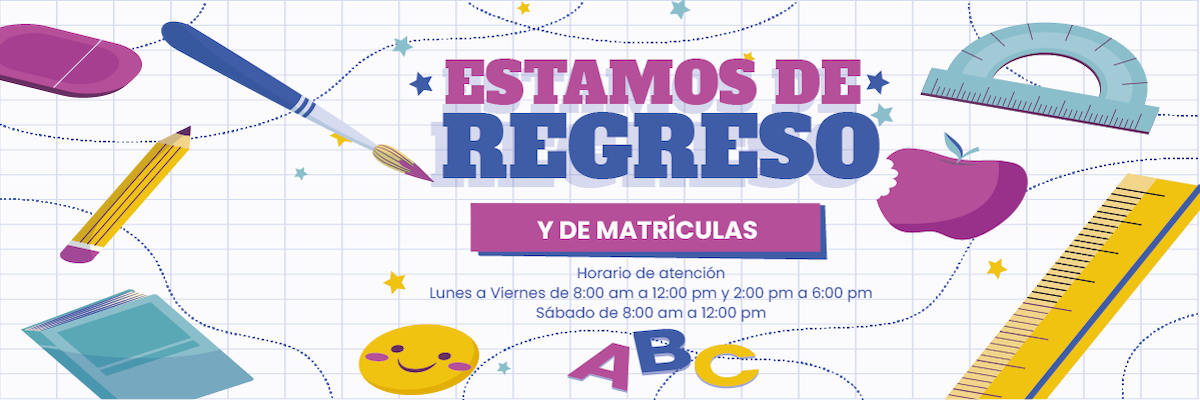 ESTAMOS DE
REGRESO
Y DE MATRÍCULAS
Horario de atención
Lunes a Viernes de 8:00 am a 12:00 pm y 2:00 pm a 6:00 pm
Sábado de 8:00 am a 12:00 pm
ABC